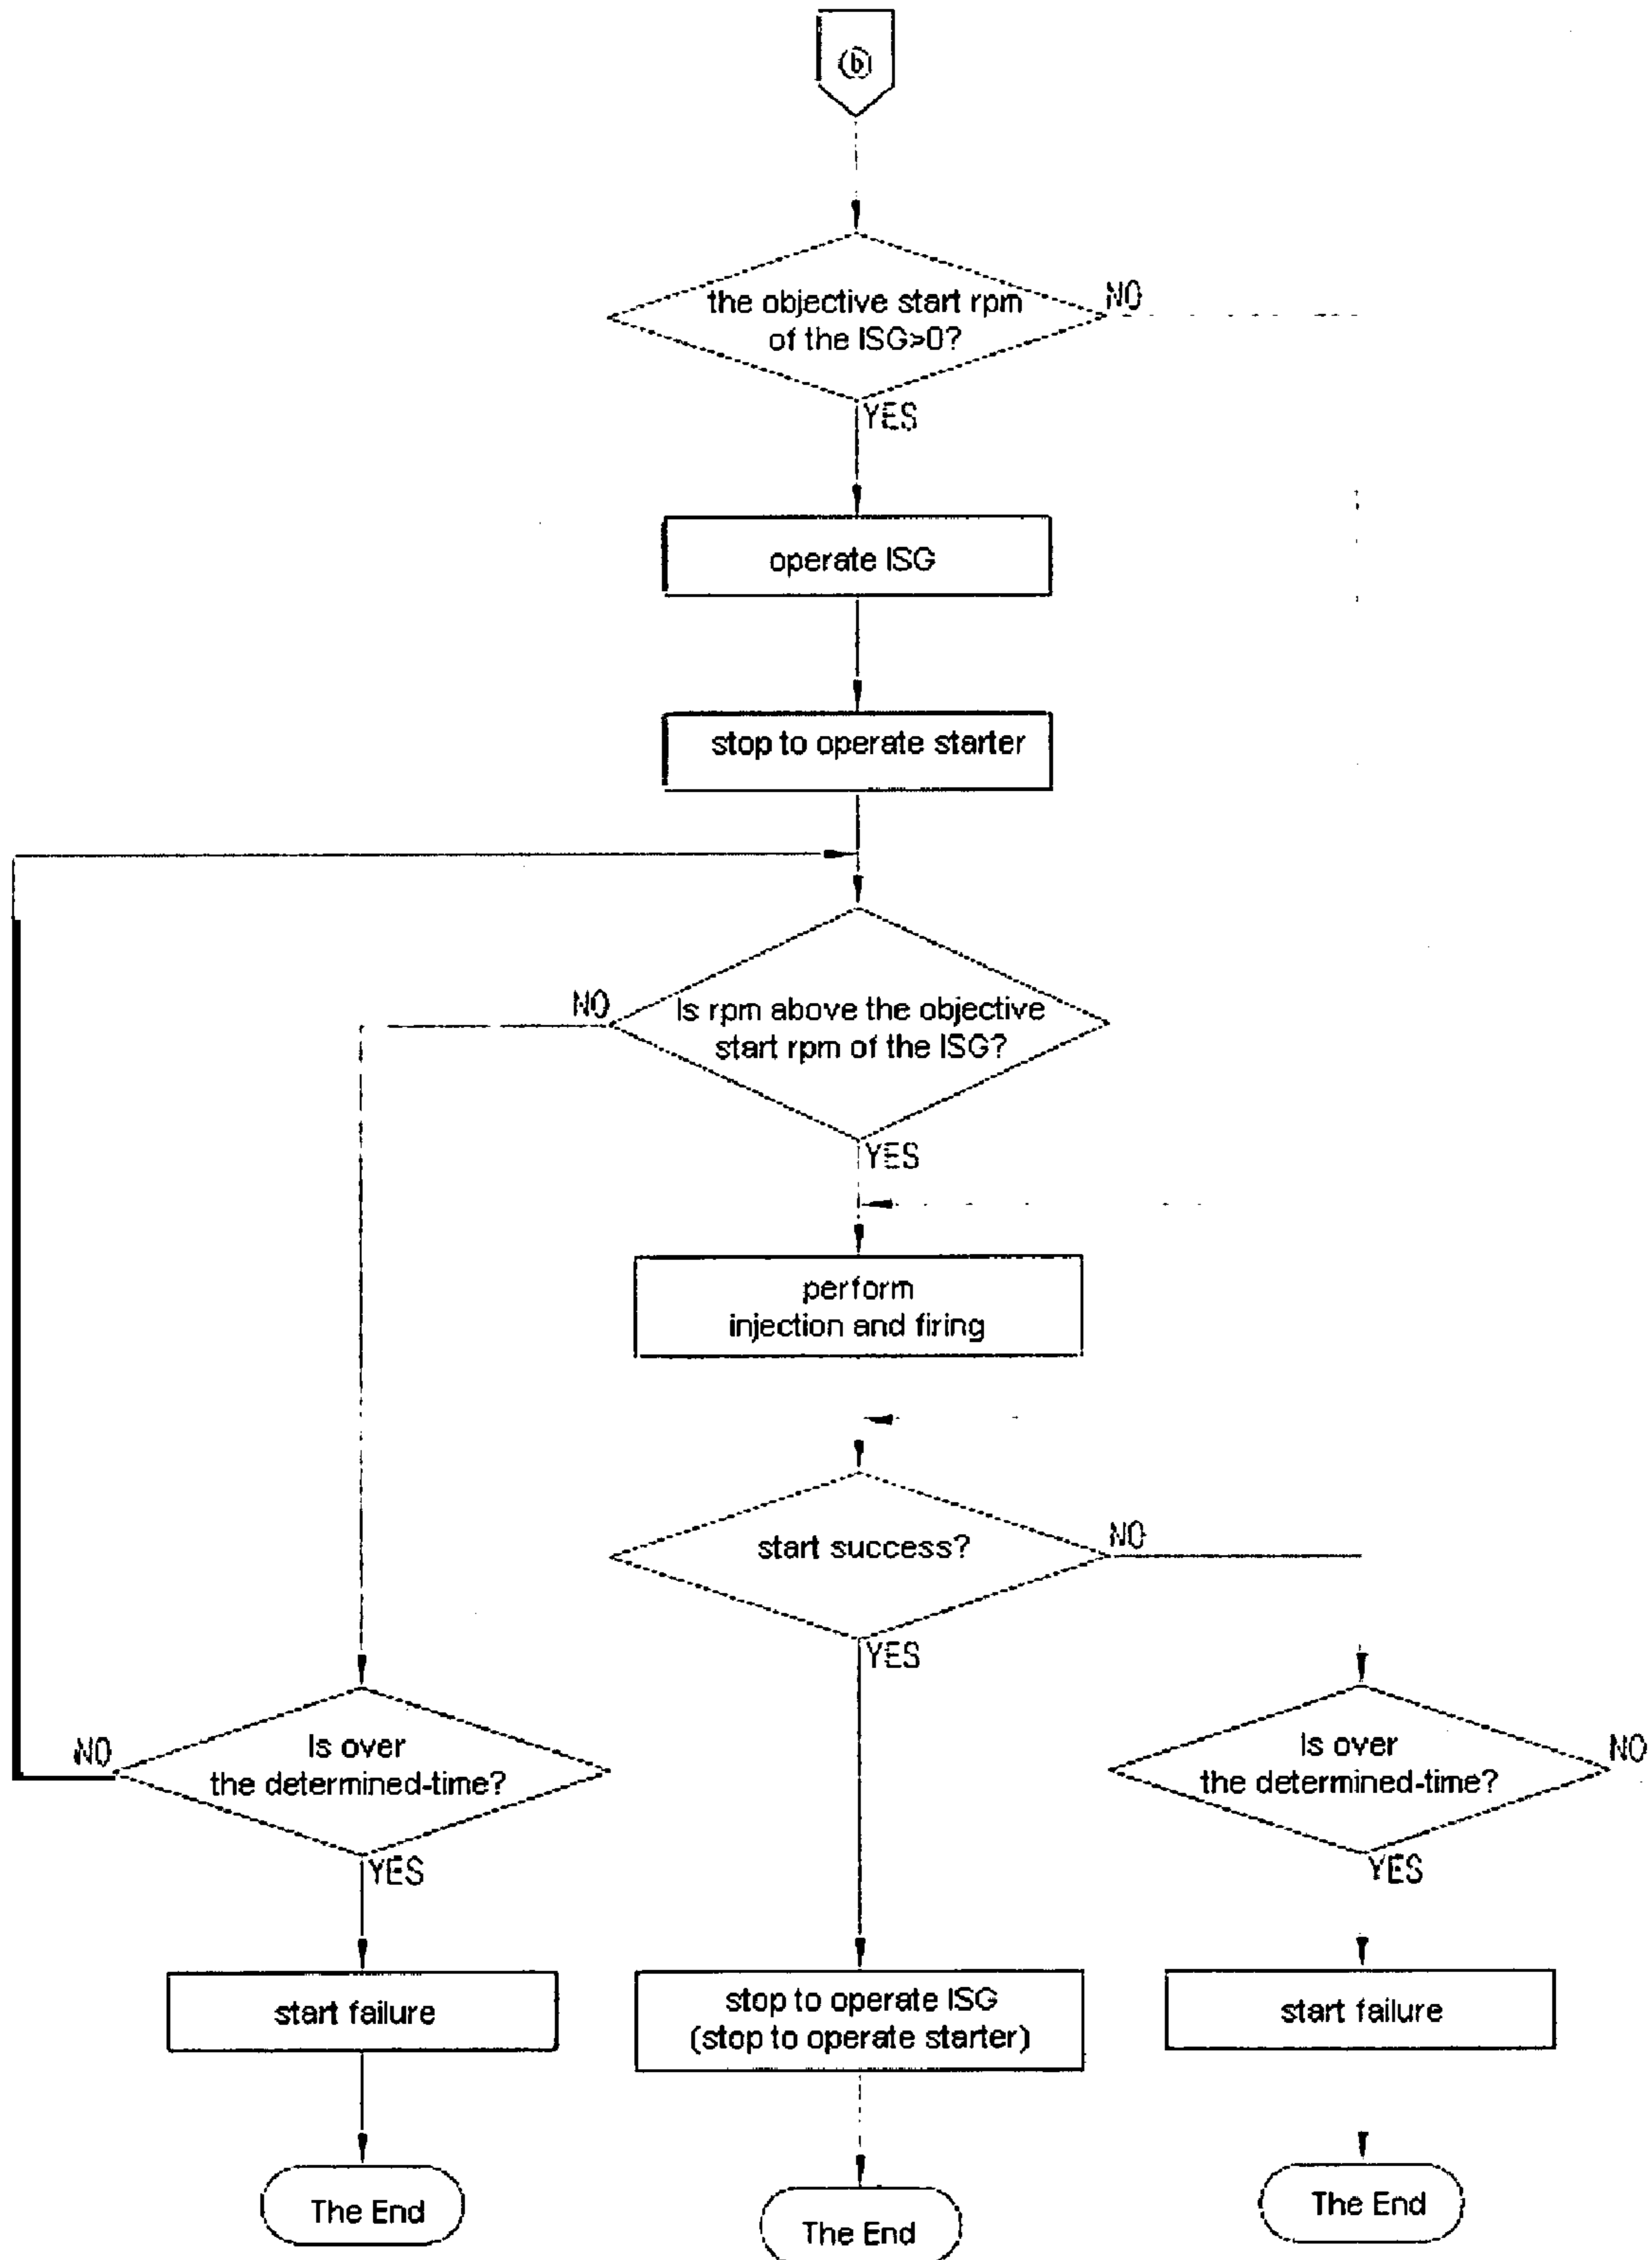 b
the objective start rpm
of the ISG>0?
NO
YES
operate ISG
stop to operate starter
NO
Is rpm above the objective
start rpm of the ISG?
YES
perform
injection and firing
start success?
NO
YES
NO
Is over
the determined-time?
YES
Is over
the determined-time?
NO
YES
start failure
stop to operate ISG
(stop to operate starter)
start failure
The End
The End
The End